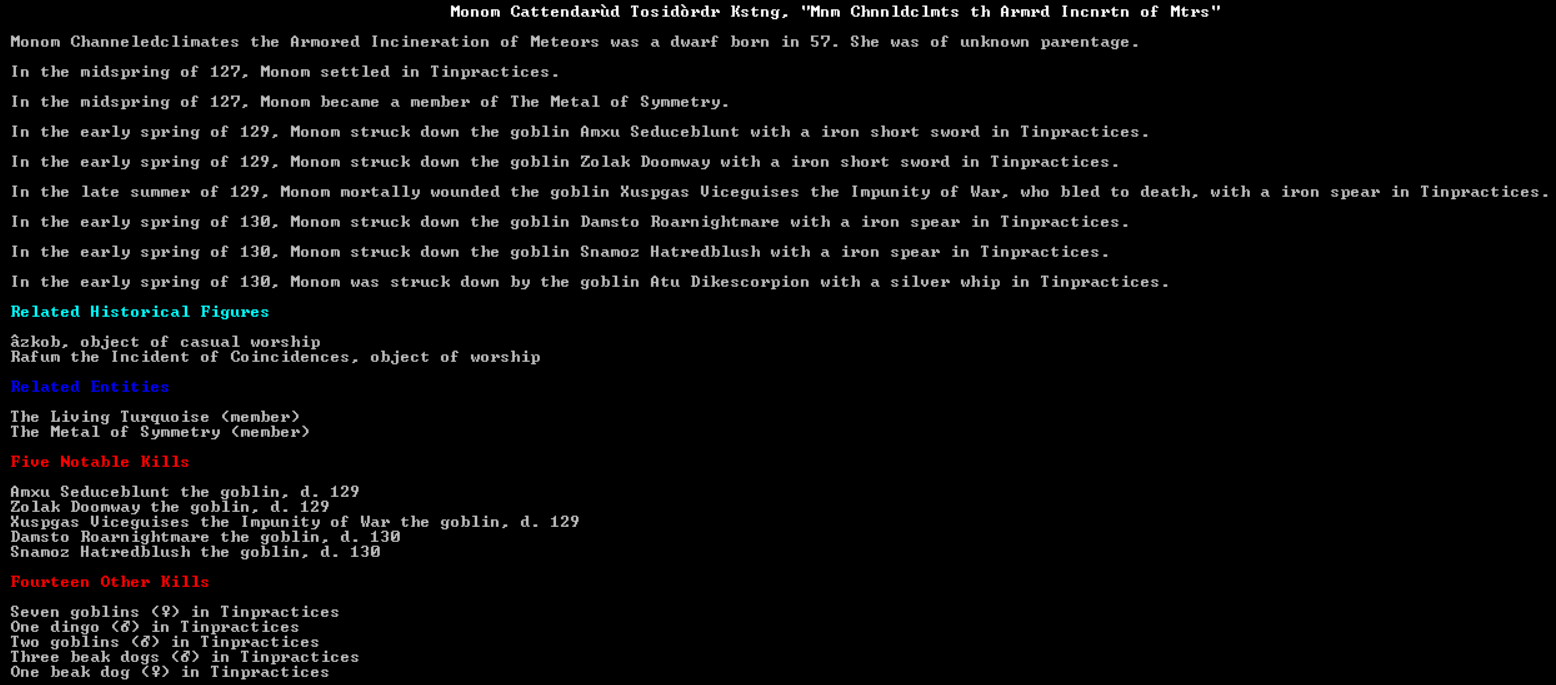 Monom Cattendarùd Tosidòrdr Kstng, "Mnm Chnnldclmts th Armrd Incnrtn of Mtrs"
Monom Channeledclimates the Armored Incineration of Meteors was a dwarf born in 57. She was of unknown parentage.
In the midspring of 127, Monom settled in Tinpractices.
In the midspring of 127, Monom became a member of The Metal of Symmetry.
In the early spring of 129, Monom struck down the goblin Amxu Seduceblunt with a iron short sword in Tinpractices.
In the early spring of 129, Monom struck down the goblin Zolak Doomway with a iron short sword in Tinpractices.
In the late summer of 129, Monom mortally wounded the goblin Xuspgas Viceguises the Impunity of War, who bled to death, with a iron spear in Tinpractices.
In the early spring of 130, Monom struck down the goblin Damsto Roarnightmare with a iron spear in Tinpractices.
In the early spring of 130, Monom struck down the goblin Snamoz Hatredblush with a iron spear in Tinpractices.
In the early spring of 130, Monom was struck down by the goblin Atu Dikescorpion with a silver whip in Tinpractices.
Related Historical Figures
âzkob, object of casual worship
Rafum the Incident of Coincidences, object of worship
Related Entities
The Living Turquoise (member)
The Metal of Symmetry (member)
Five Notable Kills
Amxu Seduceblunt the goblin, d. 129
Zolak Doomway the goblin, d. 129
Xuspgas Viceguises the Impunity of War the goblin, d. 129
Damsto Roarnightmare the goblin, d. 130
Snamoz Hatredblush the goblin, d. 130
Fourteen Other Kills
Seven goblins (♀) in Tinpractices
One dingo (♂) in Tinpractices
Two goblins (♂) in Tinpractices
Three beak dogs (♂) in Tinpractices
One beak dog (♀) in Tinpractices